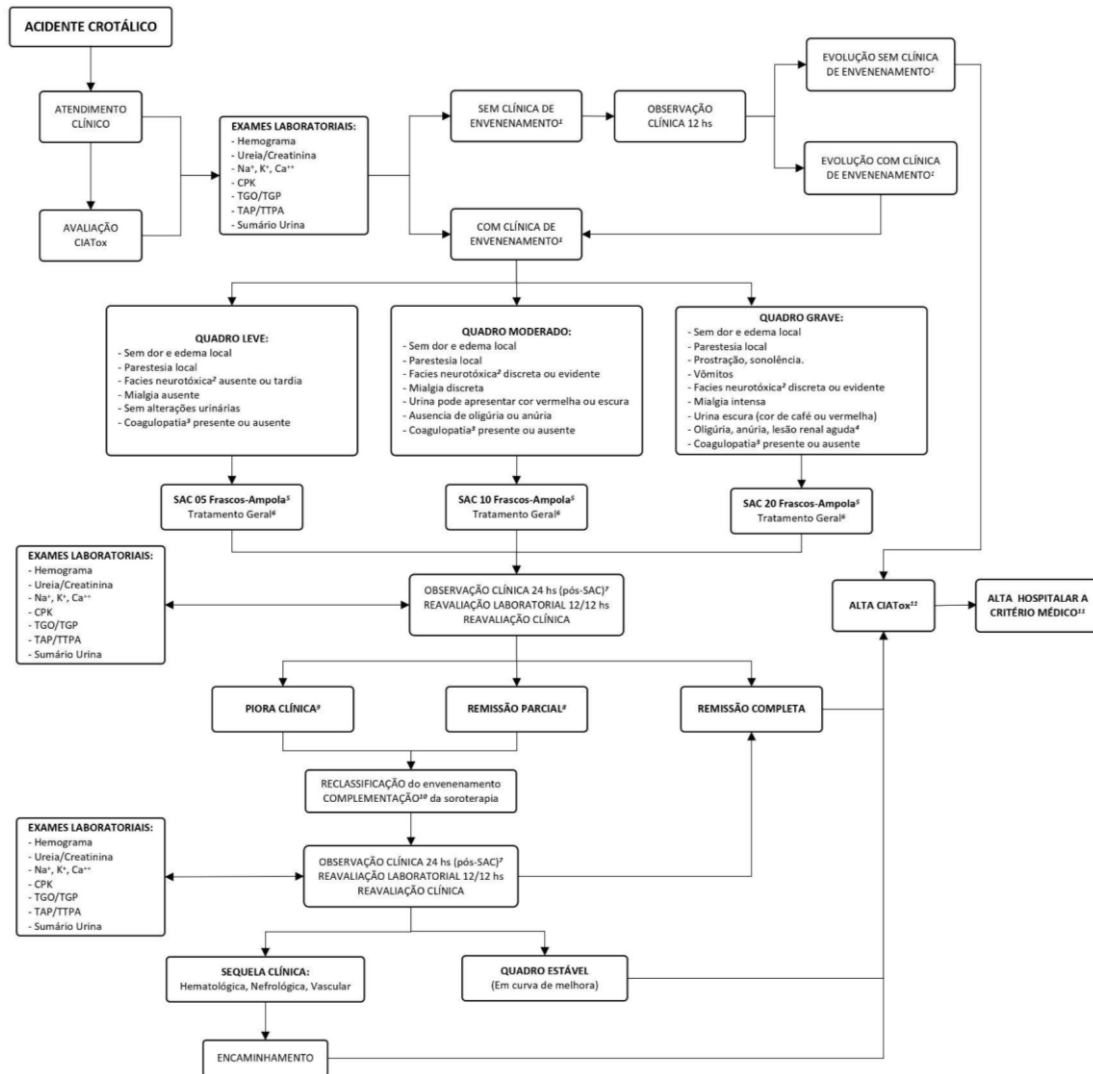 ACIDENTE CROTÁLICO
ATENDIMENTO
CLÍNICO
AVALIAÇÃO
CIATox
EXAMES LABORATORIAIS:
- Hemograma
- Ureia/Creatinina
- Na⁺, K⁺, Ca⁺⁺
- CPK
- TGO/TGP
- TAP/TTPA
- Sumário Urina
SEM CLÍNICA DE
ENVENENAMENTO¹
OBSERVAÇÃO
CLÍNICA 12 hs
EVOLUÇÃO SEM CLÍNICA
DE ENVENENAMENTO¹
EVOLUÇÃO COM CLÍNICA
DE ENVENENAMENTO¹
COM CLÍNICA DE
ENVENENAMENTO¹
QUADRO LEVE:
- Sem dor e edema local
- Parestesia local
- Facies neurotóxica² ausente ou tardia
- Mialgia ausente
- Sem alterações urinárias
- Coagulopatia³ presente ou ausente
QUADRO MODERADO:
- Sem dor e edema local
- Parestesia local
- Facies neurotóxica² discreta ou evidente
- Mialgia discreta
- Urina pode apresentar cor vermelha ou escura
- Ausencia de oligúria ou anúria
- Coagulopatia³ presente ou ausente
QUADRO GRAVE:
- Sem dor e edema local
- Parestesia local
- Prostração, sonolência.
- Vômitos
- Facies neurotóxica² discreta ou evidente
- Mialgia intensa
- Urina escura (cor de café ou vermelha)
- Oligúria, anúria, lesão renal aguda⁴
- Coagulopatia³ presente ou ausente
SAC 05 Frascos-Ampola⁵
Tratamento Geral⁶
SAC 10 Frascos-Ampola⁵
Tratamento Geral⁶
SAC 20 Frascos-Ampola⁵
Tratamento Geral⁶
EXAMES LABORATORIAIS:
- Hemograma
- Ureia/Creatinina
- Na⁺, K⁺, Ca⁺⁺
- CPK
- TGO/TGP
- TAP/TTPA
- Sumário Urina
OBSERVAÇÃO CLÍNICA 24 hs (pós-SAC)⁷
REAVALIAÇÃO LABORATORIAL 12/12 hs
REAVALIAÇÃO CLÍNICA
ALTA CIATox¹¹
ALTA HOSPITALAR A
CRITÉRIO MÉDICO¹¹
PIORA CLÍNICA⁹
REMISSÃO PARCIAL⁸
REMISSÃO COMPLETA
RECLASSIFICAÇÃO do envenenamento
COMPLEMENTAÇÃO¹⁰ da soroterapia
EXAMES LABORATORIAIS:
- Hemograma
- Ureia/Creatinina
- Na⁺, K⁺, Ca⁺⁺
- CPK
- TGO/TGP
- TAP/TTPA
- Sumário Urina
OBSERVAÇÃO CLÍNICA 24 hs (pós-SAC)⁷
REAVALIAÇÃO LABORATORIAL 12/12 hs
REAVALIAÇÃO CLÍNICA
SEQUELA CLÍNICA:
Hematológica, Nefrológica, Vascular
QUADRO ESTÁVEL
(Em curva de melhora)
ENCAMINHAMENTO